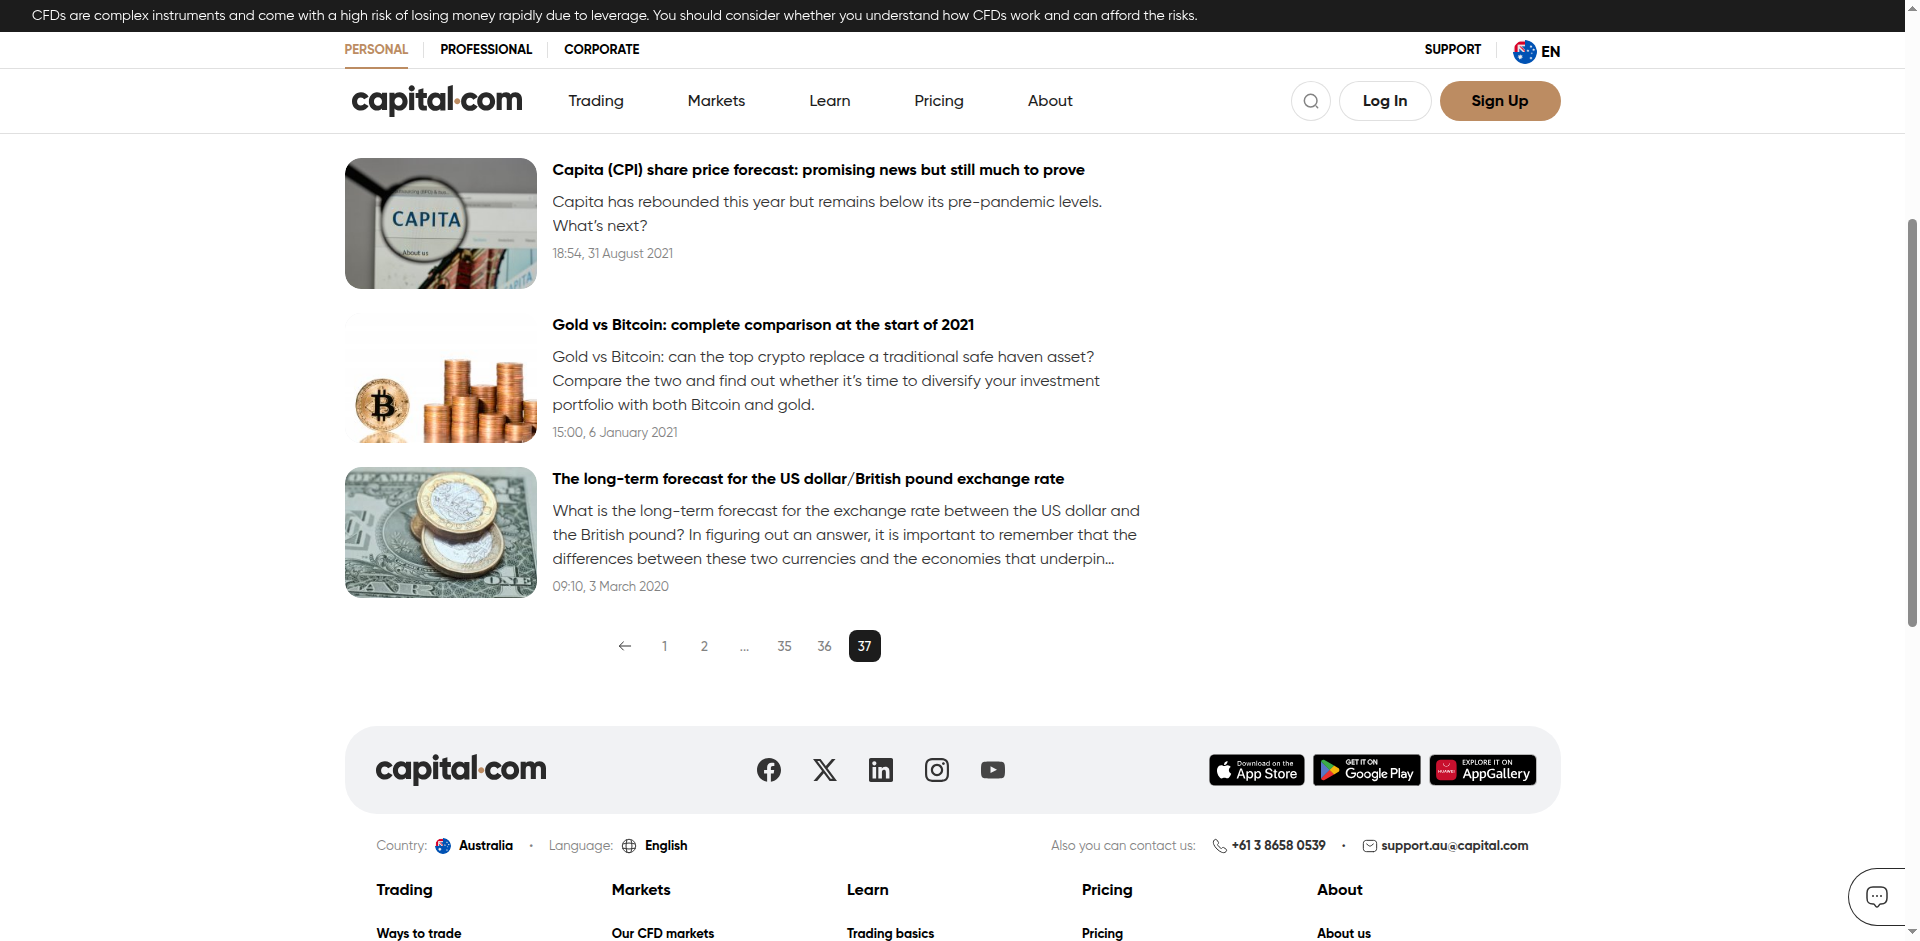 CFDs are complex instruments and come with a high risk of losing money rapidly due to leverage. You should consider whether you understand how CFDs work and can afford the risks.
PERSONAL
PROFESSIONAL
CORPORATE
SUPPORT
EN
capital.com
Trading
Markets
Learn
Pricing
About
Log In
Sign Up
CAPITA
About us
Capita (CPI) share price forecast: promising news but still much to prove
Capita has rebounded this year but remains below its pre-pandemic levels.
What's next?
18:54, 31 August 2021
Gold vs Bitcoin: complete comparison at the start of 2021
Gold vs Bitcoin: can the top crypto replace a traditional safe haven asset?
Compare the two and find out whether it's time to diversify your investment
portfolio with both Bitcoin and gold.
15:00, 6 January 2021
ONE
The long-term forecast for the US dollar/British pound exchange rate
What is the long-term forecast for the exchange rate between the US dollar and
the British pound? In figuring out an answer, it is important to remember that the
differences between these two currencies and the economies that underpin...
09:10, 3 March 2020
1
2
...
35
36
37
capital.com
Download on the
App Store
GET IT ON
Google Play
HUAWEI
EXPLORE IT ON
AppGallery
Country:
Australia
Language:
English
Also you can contact us:
+61 3 8658 0539
support.au@capital.com
Trading
Markets
Learn
Pricing
About
Ways to trade
Our CFD markets
Trading basics
Pricing
About us